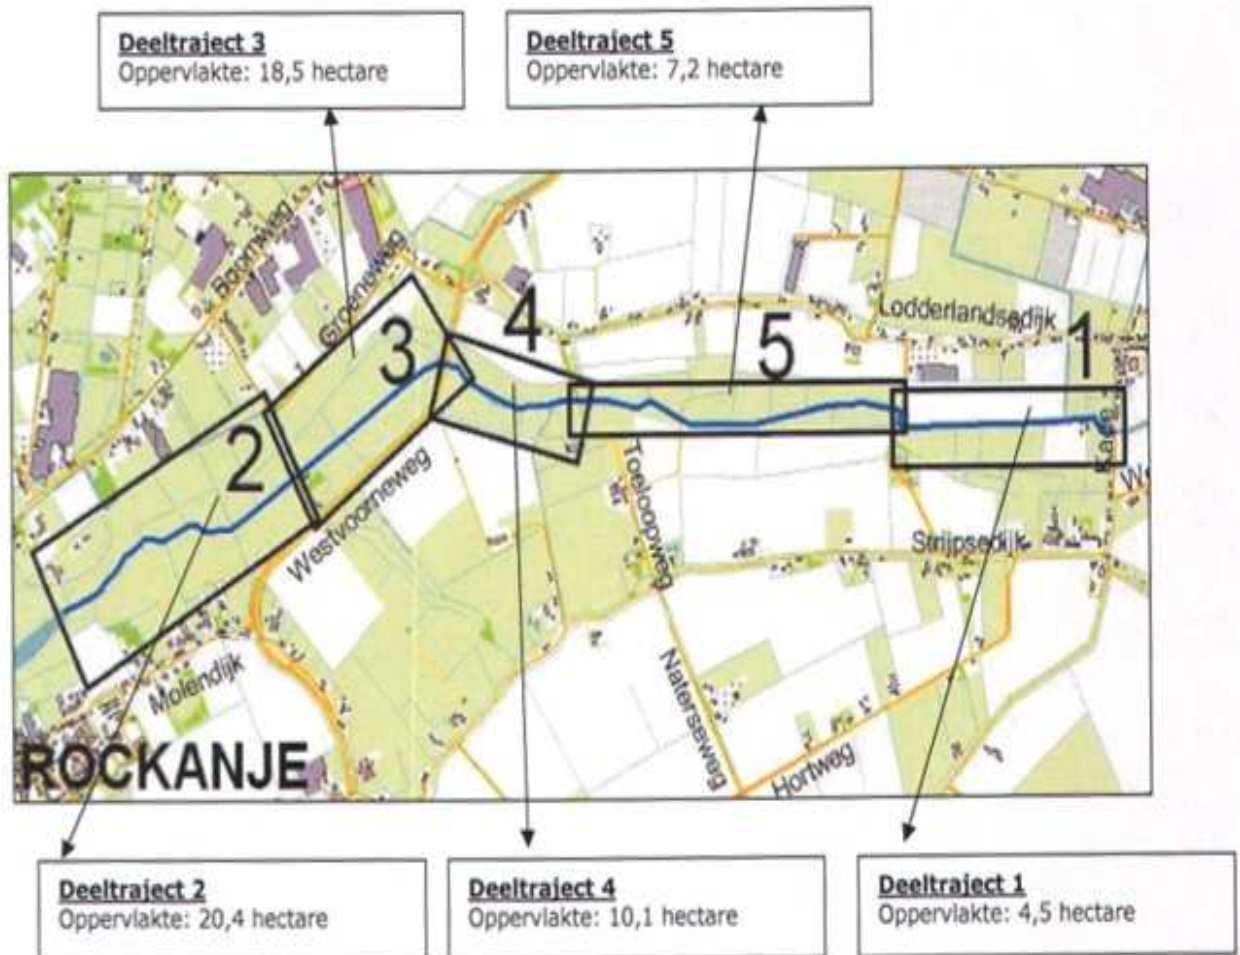 Deeltraject 3
Oppervlakte: 18,5 hectare
Deeltraject 5
Oppervlakte: 7,2 hectare
Boomweg
Groeneweg
Lodderlandsedijk
1
2
3
4
5
Westvoorneweg
Toeloopweg
Strijpsedijk
Molendijk
Naterseweg
Hortweg
ROCKANJE
Deeltraject 2
Oppervlakte: 20,4 hectare
Deeltraject 4
Oppervlakte: 10,1 hectare
Deeltraject 1
Oppervlakte: 4,5 hectare